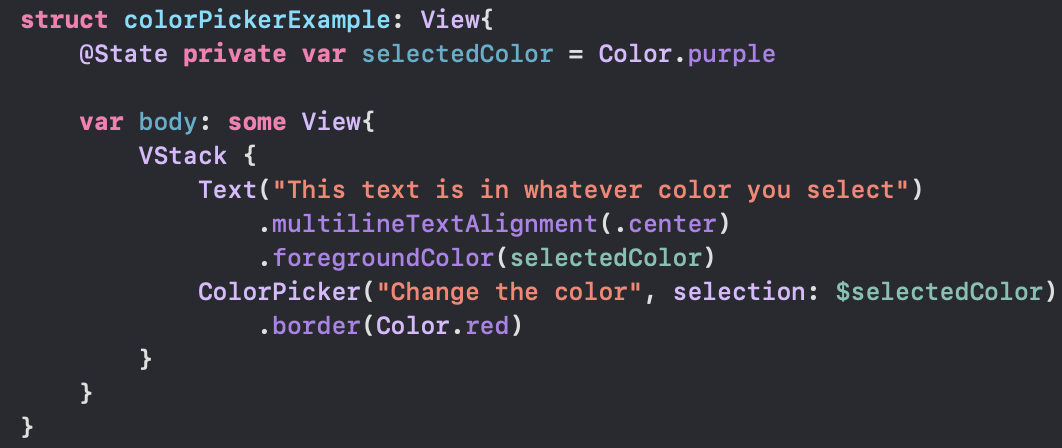 struct colorPickerExample: View{
    @State private var selectedColor = Color.purple

    var body: some View{
        VStack {
            Text("This text is in whatever color you select")
                .multilineTextAlignment(.center)
                .foregroundColor(selectedColor)
            ColorPicker("Change the color", selection: $selectedColor)
                .border(Color.red)
        }
    }
}